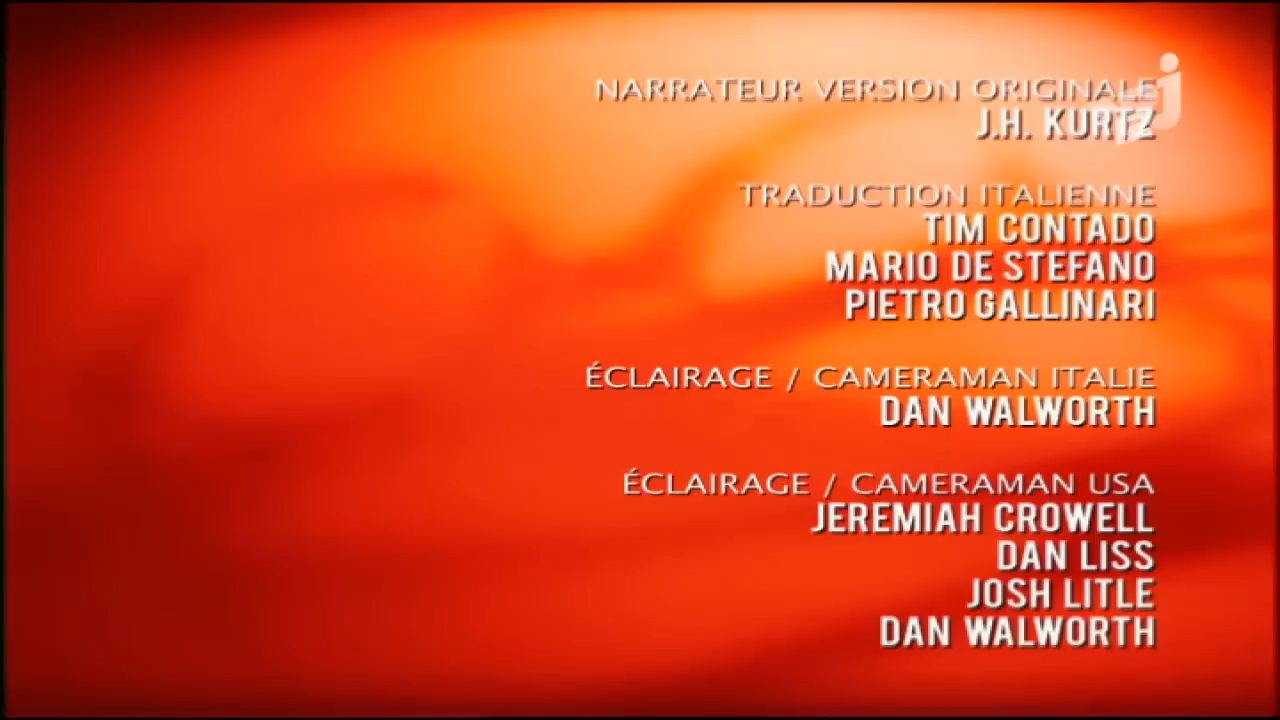 NARRATEUR VERSION ORIGINALE
J.H. KURTZ
TRADUCTION ITALIENNE
TIM CONTADO
MARIO DE STEFANO
PIETRO GALLINARI
ÉCLAIRAGE / CAMERAMAN ITALIE
DAN WALWORTH
ÉCLAIRAGE / CAMERAMAN USA
JEREMIAH CROWELL
DAN LISS
JOSH LITLE
DAN WALWORTH